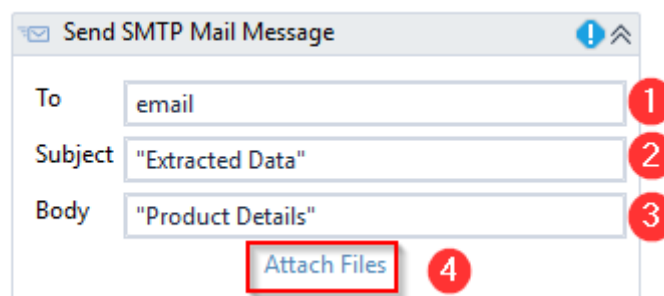 Send SMTP Mail Message
To email 1
Subject "Extracted Data" 2
Body "Product Details" 3
Attach Files 4